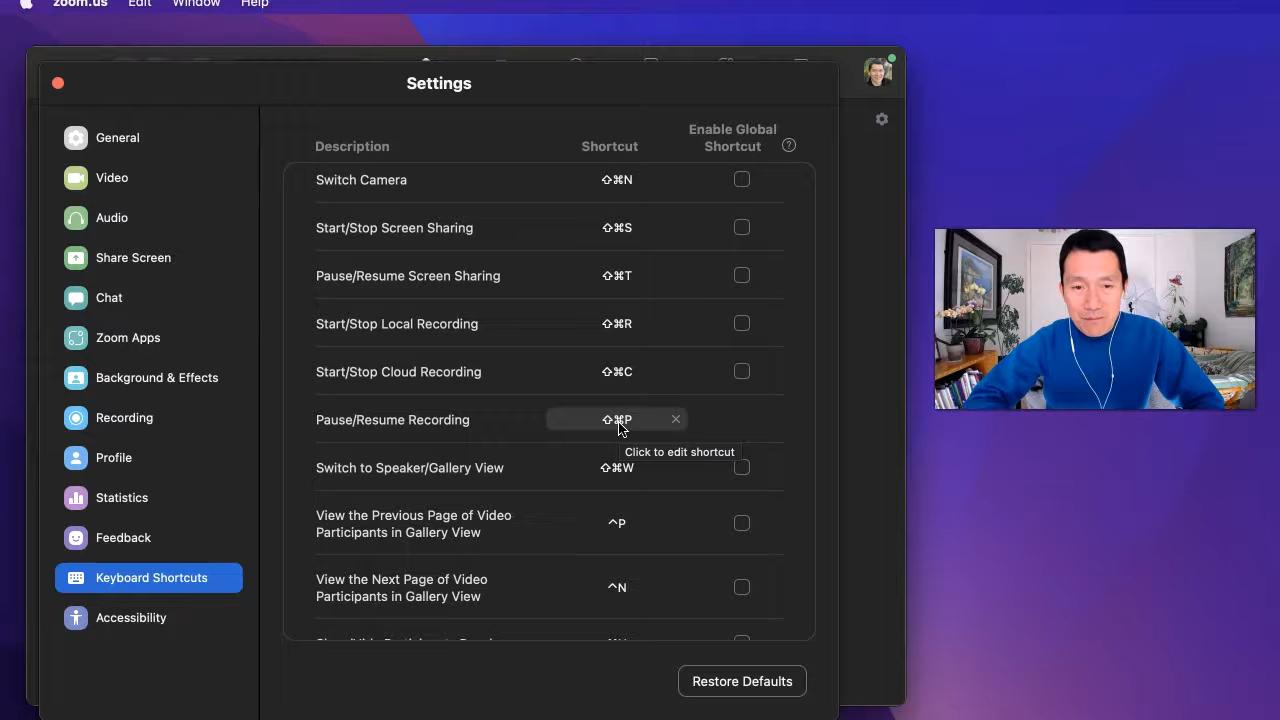 zoom.us Edit Window Help
Settings
General
Video
Audio
Share Screen
Chat
Zoom Apps
Background & Effects
Recording
Profile
Statistics
Feedback
Keyboard Shortcuts
Accessibility
Description Shortcut Enable Global Shortcut ?
Switch Camera ⇧⌘N
Start/Stop Screen Sharing ⇧⌘S
Pause/Resume Screen Sharing ⇧⌘T
Start/Stop Local Recording ⇧⌘R
Start/Stop Cloud Recording ⇧⌘C
Pause/Resume Recording ⇧⌘P
Click to edit shortcut
Switch to Speaker/Gallery View ⇧⌘W
View the Previous Page of Video
Participants in Gallery View ^P
View the Next Page of Video
Participants in Gallery View ^N
Restore Defaults